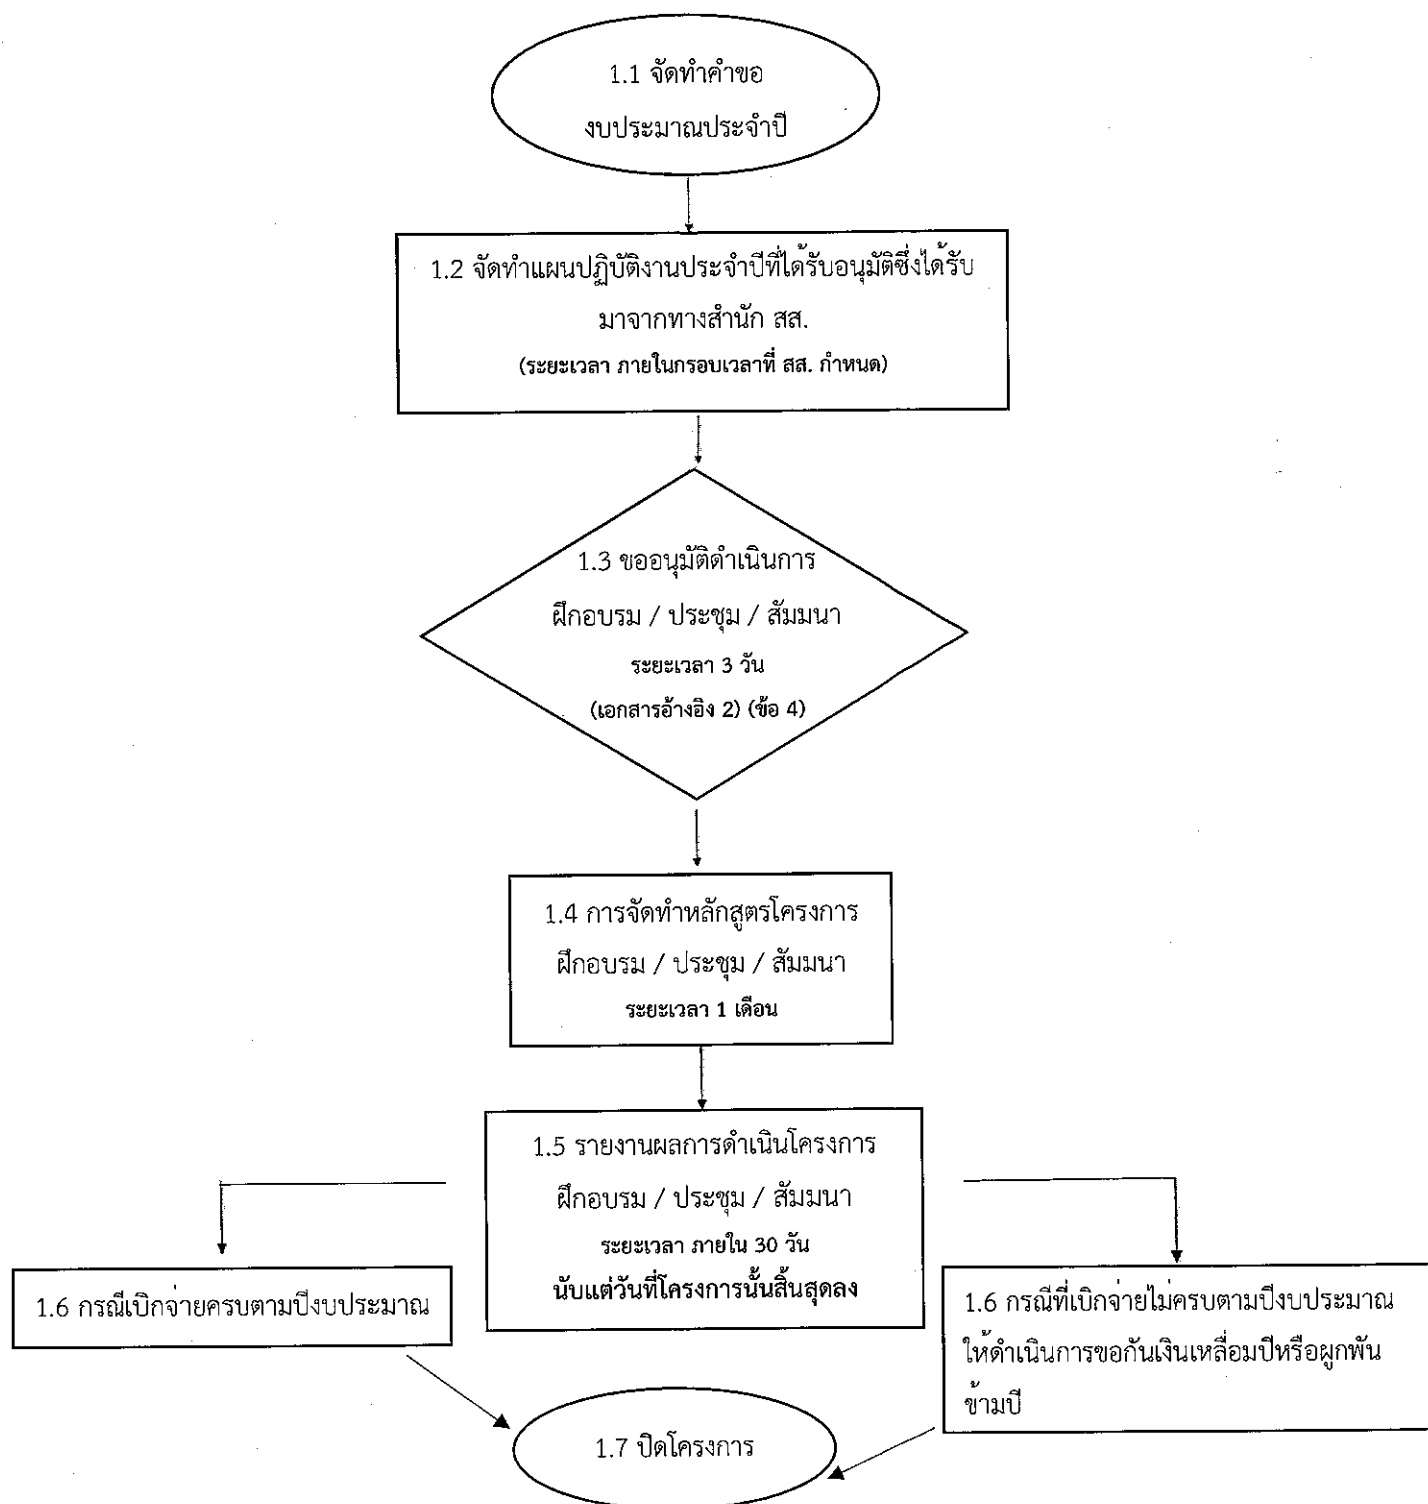 1.1 จัดทำคำขอ
งบประมาณประจำปี
1.2 จัดทำแผนปฏิบัติงานประจำปีที่ได้รับอนุมัติซึ่งได้รับ
มาจากทางสำนัก สส.
(ระยะเวลา ภายในกรอบเวลาที่ สส. กำหนด)
1.3 ขออนุมัติดำเนินการ
ฝึกอบรม / ประชุม / สัมมนา
ระยะเวลา 3 วัน
(เอกสารอ้างอิง 2) (ข้อ 4)
1.4 การจัดทำหลักสูตรโครงการ
ฝึกอบรม / ประชุม / สัมมนา
ระยะเวลา 1 เดือน
1.5 รายงานผลการดำเนินโครงการ
ฝึกอบรม / ประชุม / สัมมนา
ระยะเวลา ภายใน 30 วัน
นับแต่วันที่โครงการนั้นสิ้นสุดลง
1.6 กรณีเบิกจ่ายครบตามปีงบประมาณ
1.6 กรณีที่เบิกจ่ายไม่ครบตามปีงบประมาณ
ให้ดำเนินการขอกันเงินเหลื่อมปีหรือผูกพัน
ข้ามปี
1.7 ปิดโครงการ